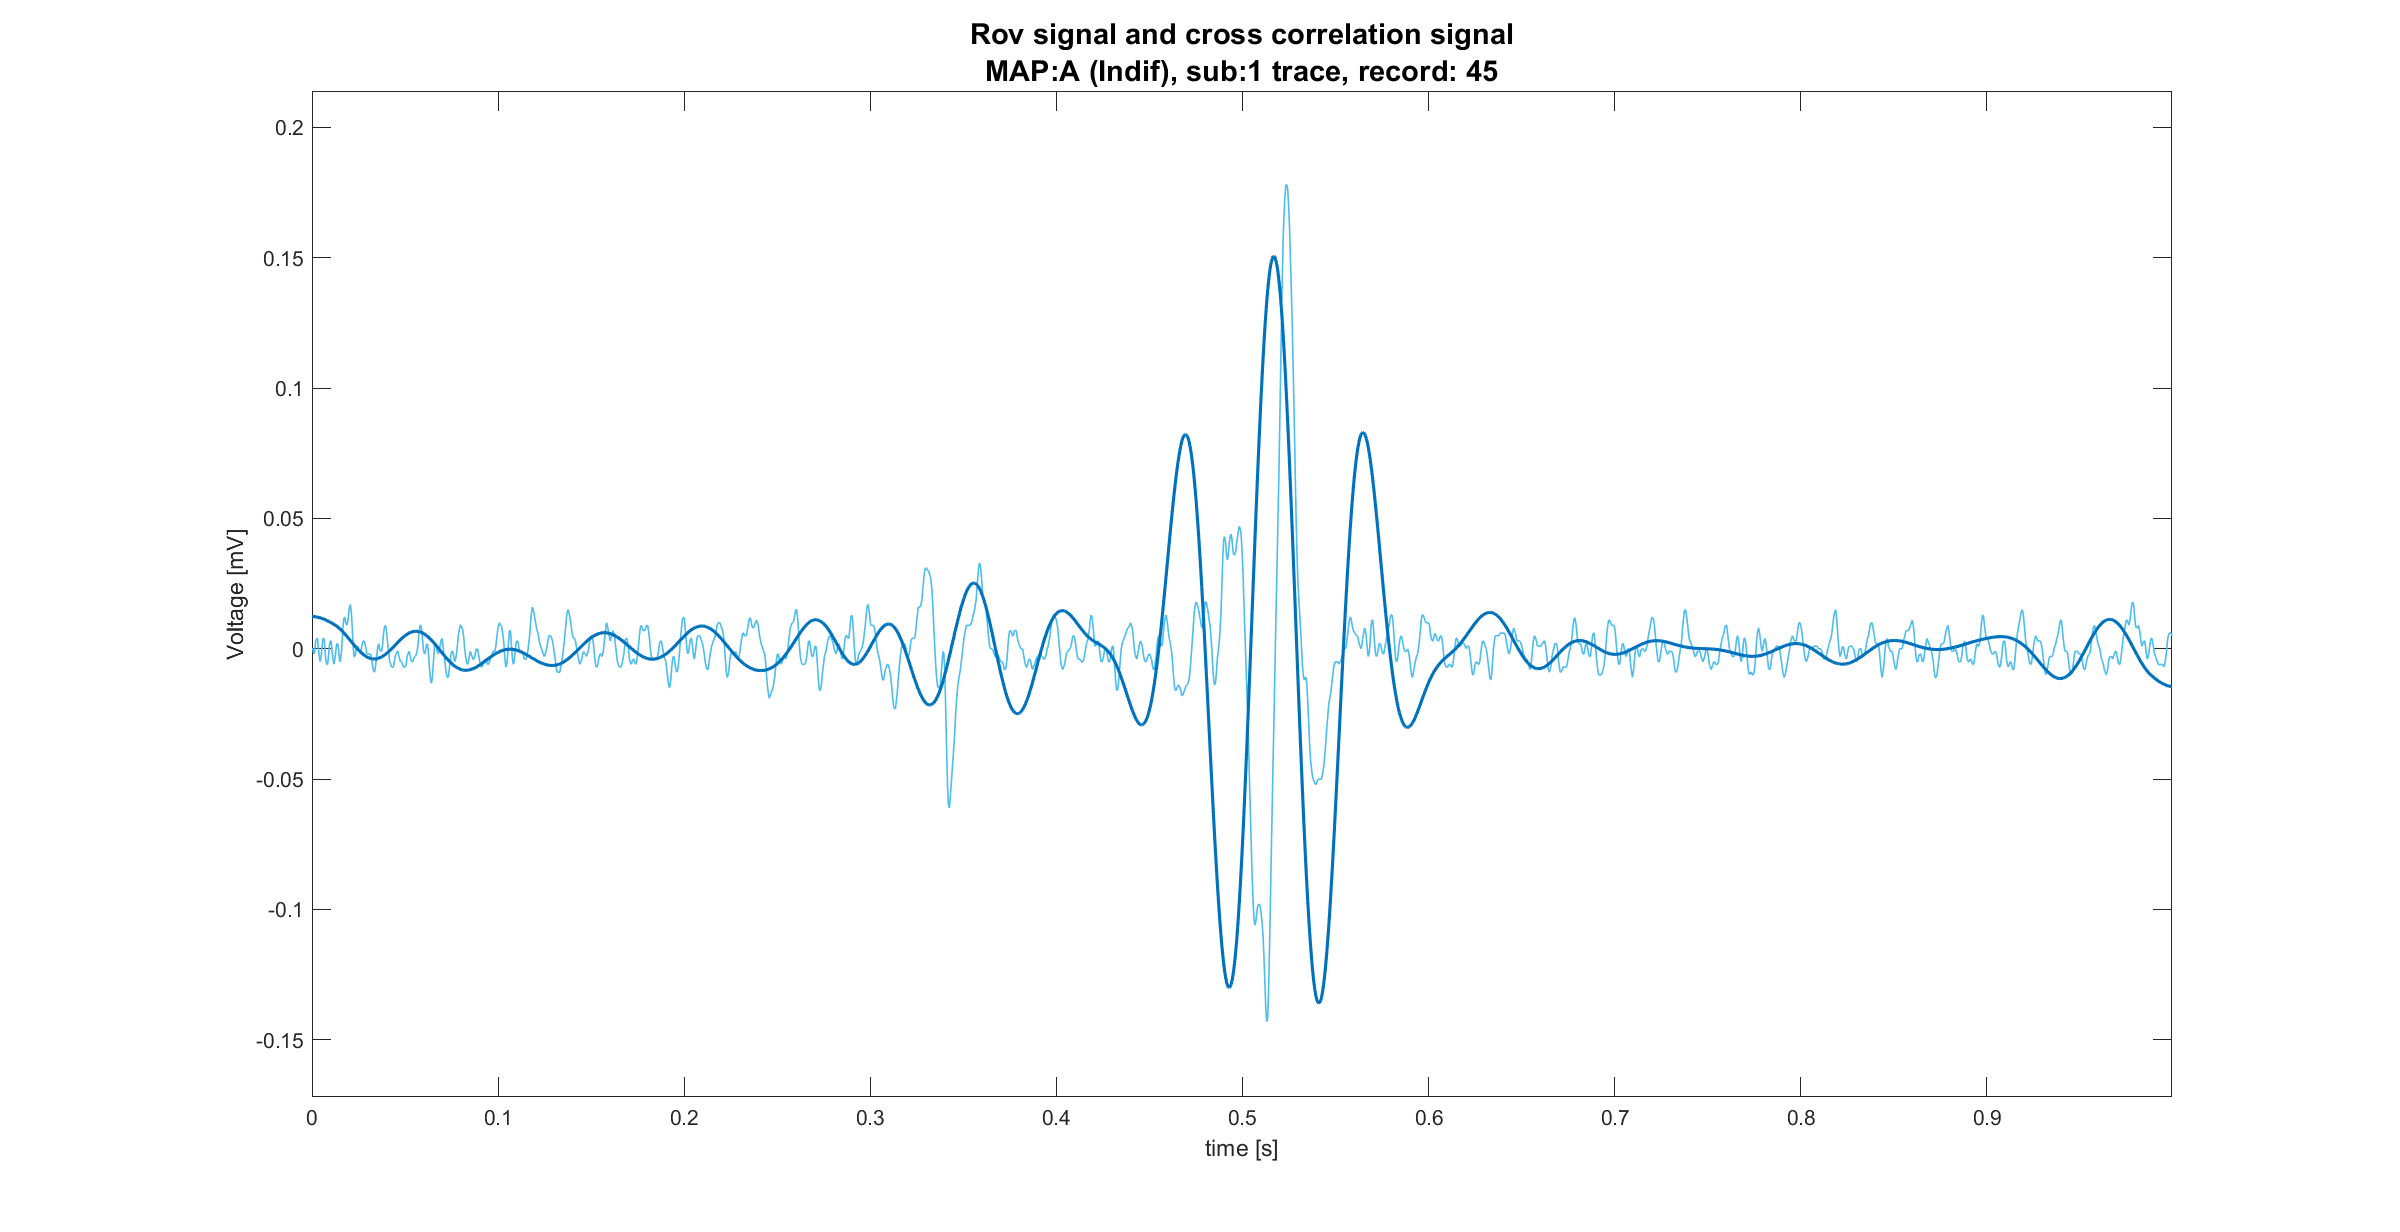 Rov signal and cross correlation signal
MAP:A (Indif), sub:1 trace, record: 45
0.2
0.15
0.1
0.05
0
-0.05
-0.1
-0.15
Voltage [mV]
0 0.1 0.2 0.3 0.4 0.5 0.6 0.7 0.8 0.9
time [s]